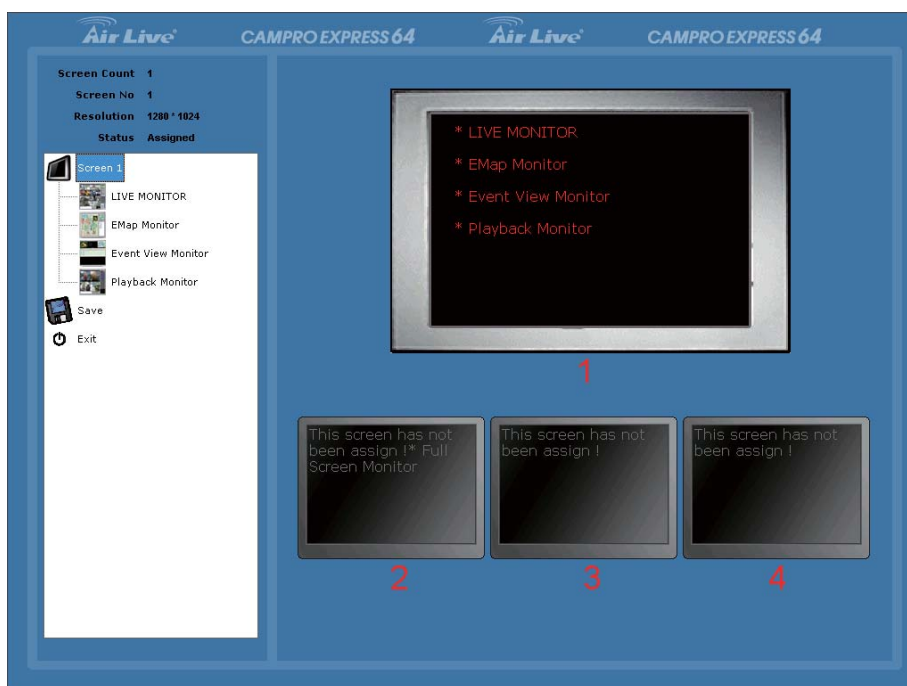 Air Live® CAMPRO EXPRESS 64 Air Live® CAMPRO EXPRESS 64
Screen Count 1
Screen No 1
Resolution 1280 * 1024
Status Assigned
Screen 1
LIVE MONITOR
EMap Monitor
Event View Monitor
Playback Monitor
Save
Exit
* LIVE MONITOR
* EMap Monitor
* Event View Monitor
* Playback Monitor
1
This screen has not
been assign !* Full
Screen Monitor
2
This screen has not
been assign !
3
This screen has not
been assign !
4